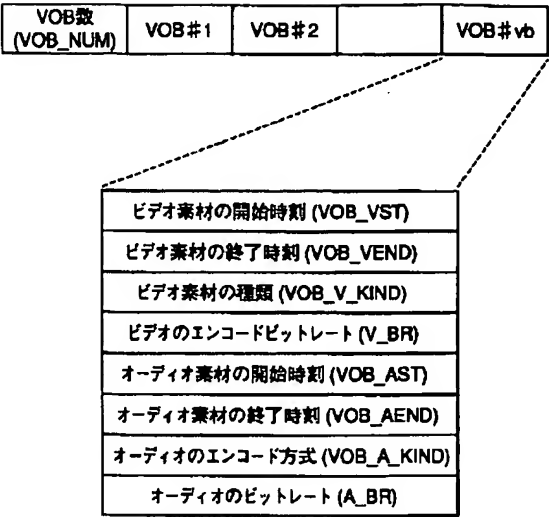 VOB数
(VOB_NUM)
VOB#1
VOB#2
VOB#vb
ビデオ素材の開始時刻 (VOB_VST)
ビデオ素材の終了時刻 (VOB_VEND)
ビデオ素材の種類 (VOB_V_KIND)
ビデオのエンコードビットレート (V_BR)
オーディオ素材の開始時刻 (VOB_AST)
オーディオ素材の終了時刻 (VOB_AEND)
オーディオのエンコード方式 (VOB_A_KIND)
オーディオのビットレート (A_BR)